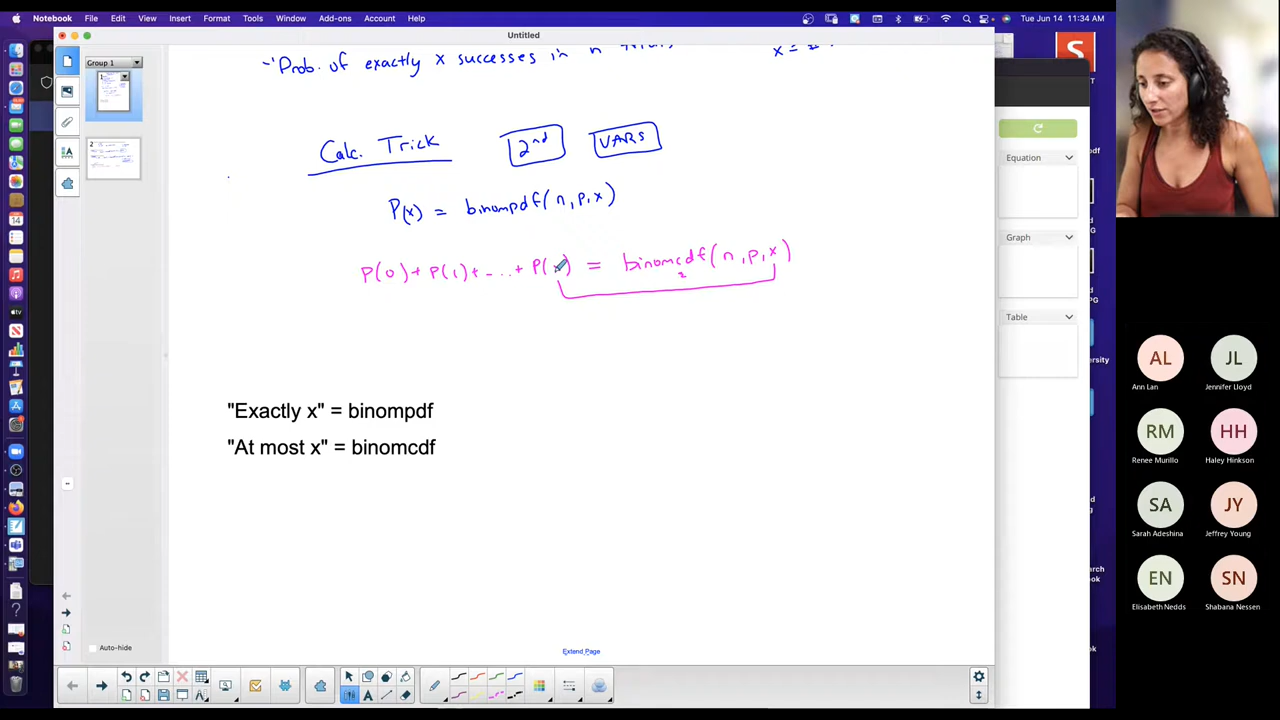 Notebook File Edit View Insert Format Tools Window Add-ons Account Help
Tue Jun 14 11:34 AM
Untitled
Group 1
1
2
-Prob. of exactly x successes in n
Calc. Trick 2nd VARS
P(x) = binompdf(n, p, x)
P(0) + P(1) + ... + P( ) = binomcdf(n, p, x)
"Exactly x" = binompdf
"At most x" = binomcdf
Extend Page
Auto-hide
Equation
Graph
Table
AL JL
Ann Lan Jennifer Lloyd
RM HH
Renee Murillo Haley Hinkson
SA JY
Sarah Adeshina Jeffrey Young
EN SN
Elisabeth Nedds Shabana Nessen